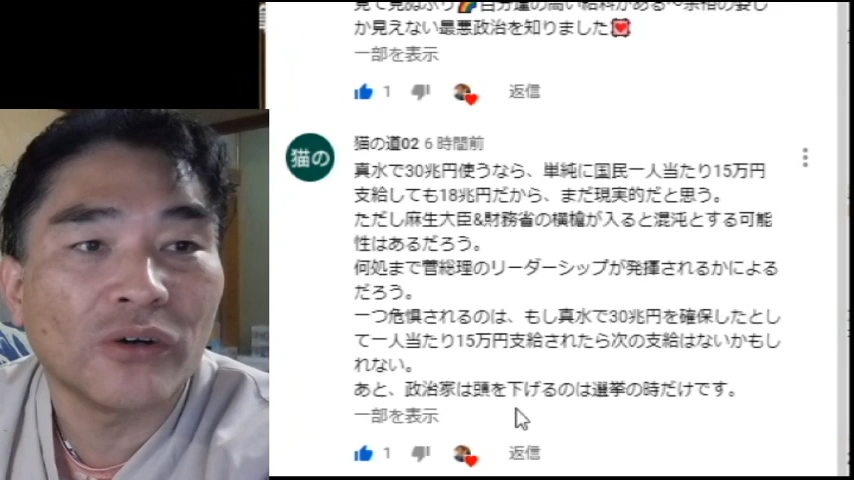 か見えない最悪政治を知りました💟
一部を表示
1 返信
猫の
猫の道02 6 時間前
真水で30兆円使うなら、単純に国民一人当たり15万円
支給しても18兆円だから、まだ現実的だと思う。
ただし麻生大臣&財務省の横槍が入ると混沌とする可能
性はあるだろう。
何処まで菅総理のリーダーシップが発揮されるかによる
だろう。
一つ危惧されるのは、もし真水で30兆円を確保したとし
て一人当たり15万円支給されたら次の支給はないかもし
れない。
あと、政治家は頭を下げるのは選挙の時だけです。
一部を表示
1 返信